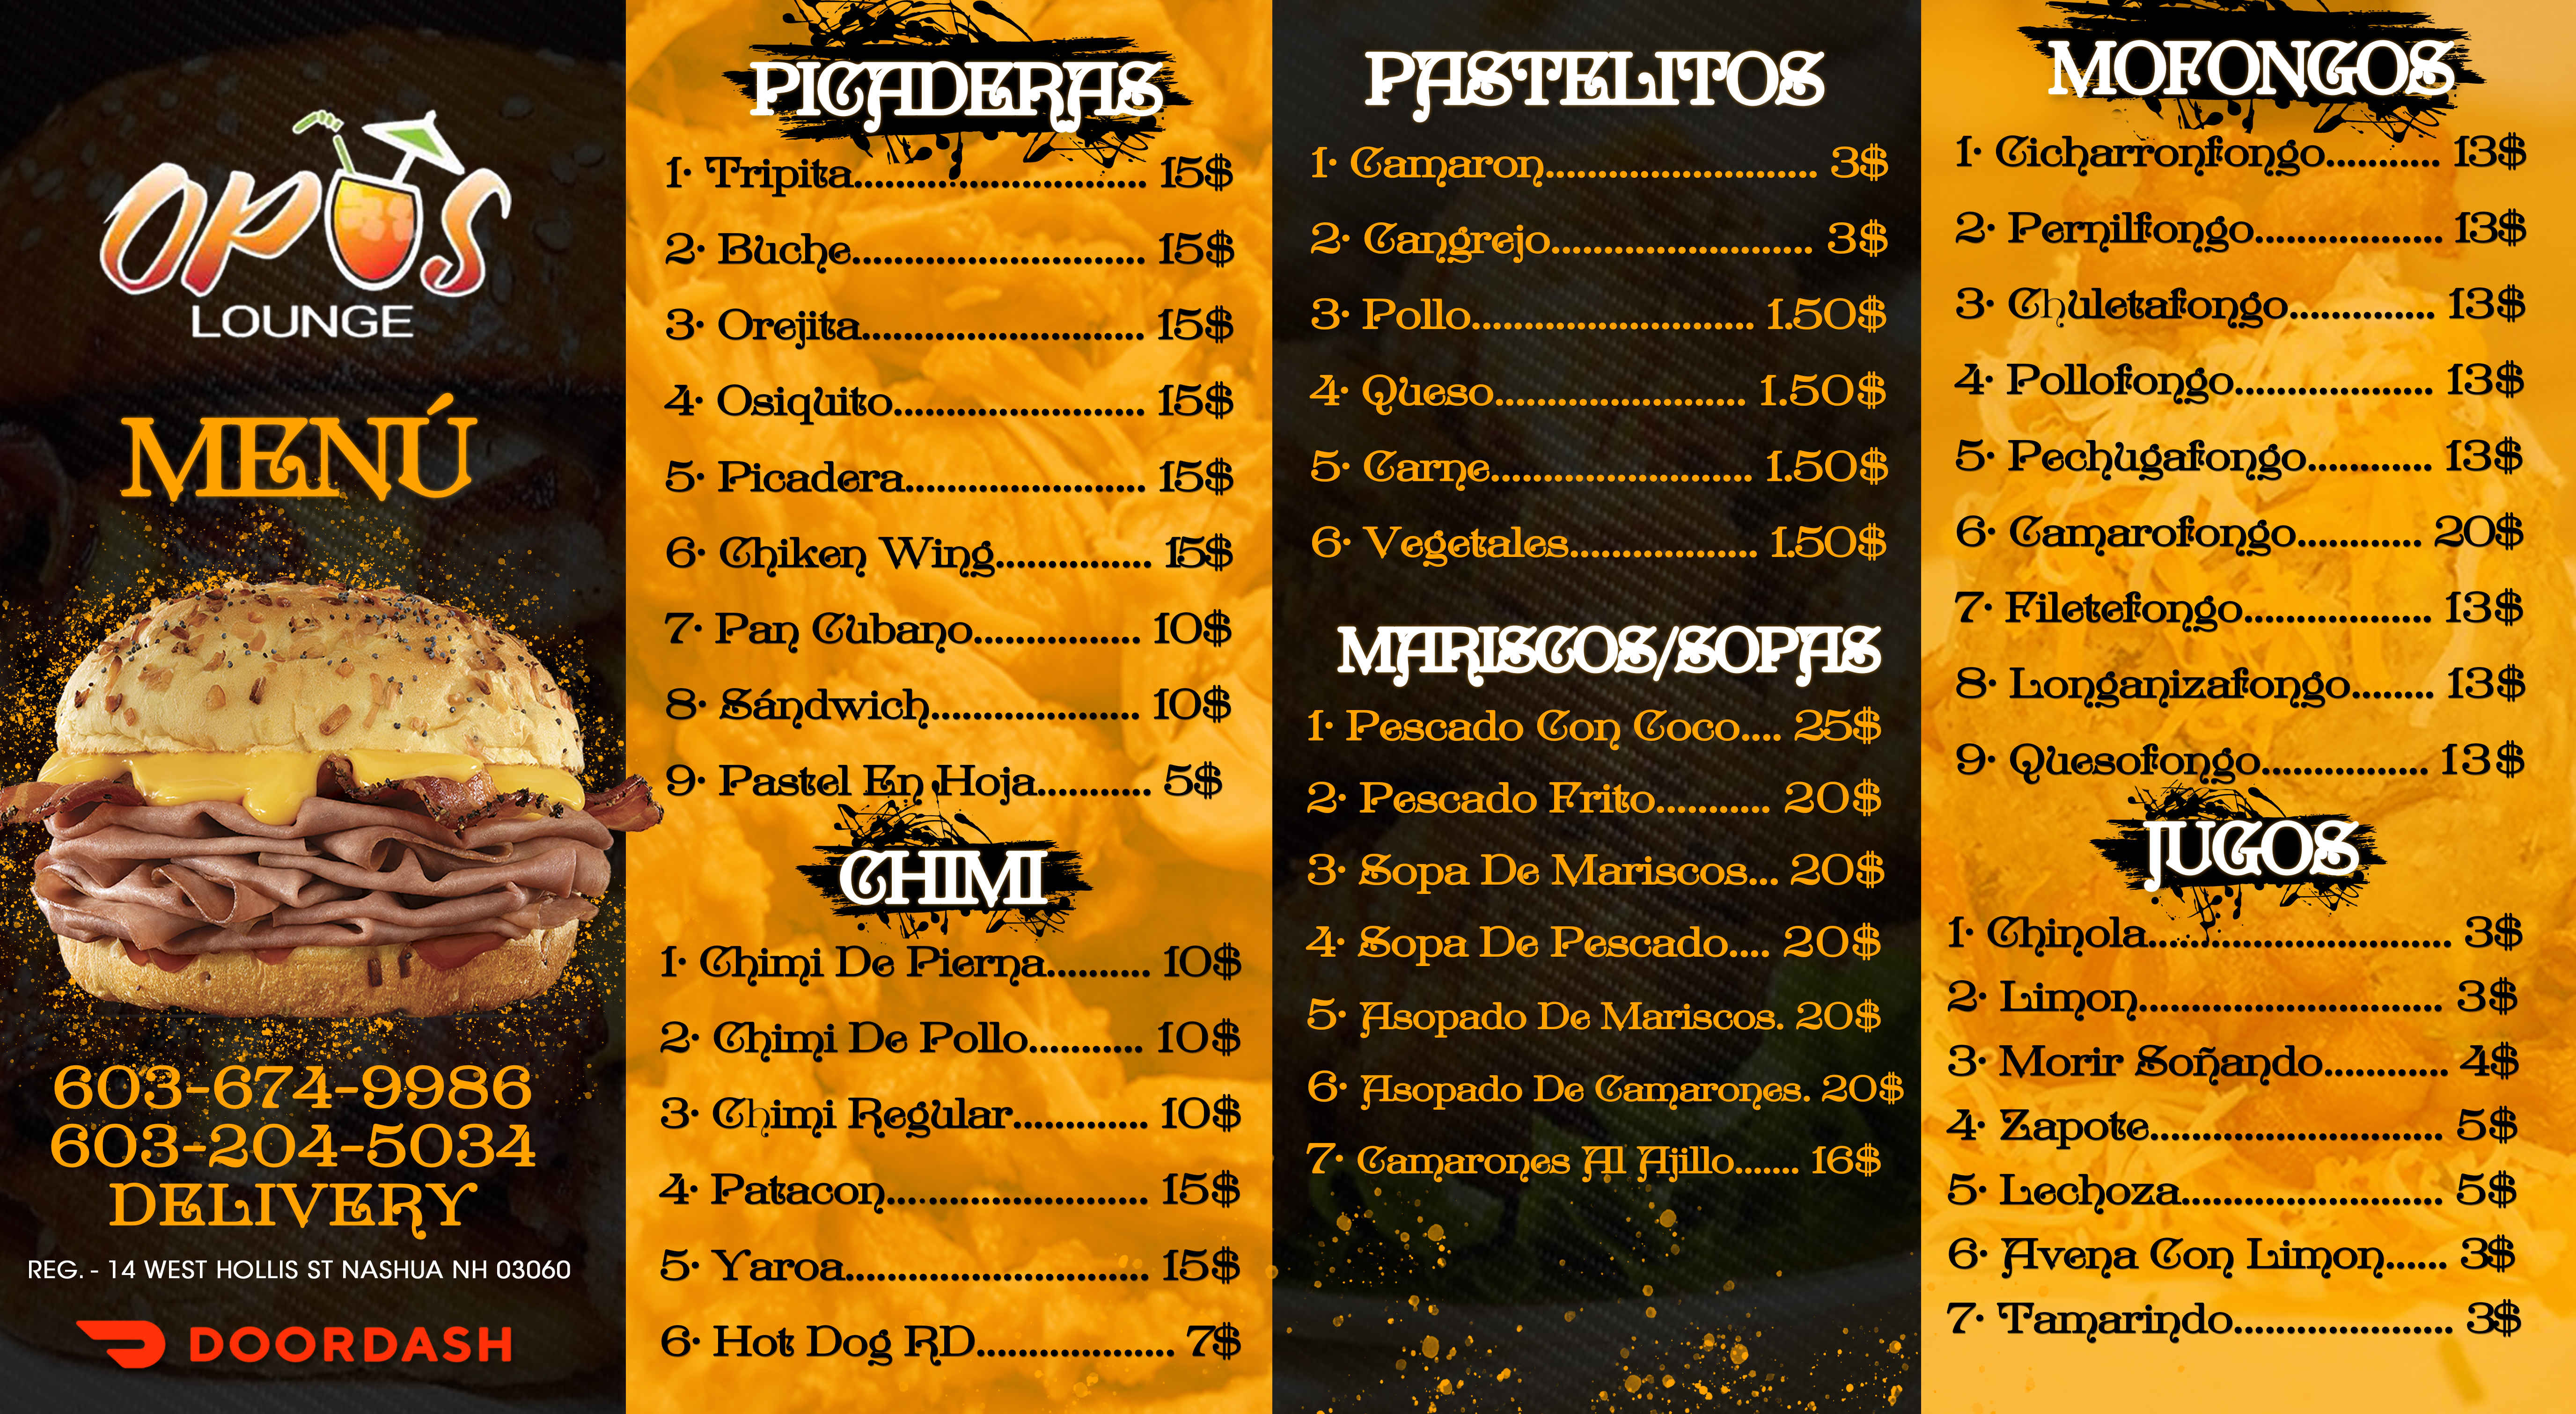 OPUS
LOUNGE
MENÚ
603-674-9986
603-204-5034
DELIVERY
REG. - 14 WEST HOLLIS ST NASHUA NH 03060
DOORDASH
PICADERAS
1· Tripita............................ 15$
2· Buche............................ 15$
3· Orejita........................... 15$
4· Osiquito........................ 15$
5· Picadera....................... 15$
6· Chiken Wing............... 15$
7· Pan Cubano................ 10$
8· Sándwich.................... 10$
9· Pastel En Hoja........... 5$
CHIMI
1· Chimi De Pierna.......... 10$
2· Chimi De Pollo........... 10$
3· Chimi Regular............. 10$
4· Patacon......................... 15$
5· Yaroa............................. 15$
6· Hot Dog RD................... 7$
PASTELITOS
1· Camaron.......................... 3$
2· Cangrejo......................... 3$
3· Pollo........................... 1.50$
4· Queso........................ 1.50$
5· Carne......................... 1.50$
6· Vegetales.................. 1.50$
MARISCOS/SOPAS
1· Pescado Con Coco.... 25$
2· Pescado Frito........... 20$
3· Sopa De Mariscos... 20$
4· Sopa De Pescado.... 20$
5· Asopado De Mariscos. 20$
6· Asopado De Camarones. 20$
7· Camarones Al Ajillo....... 16$
MOFONGOS
1· Cicharronfongo........... 13$
2· Pernilfongo.................. 13$
3· Chuletafongo.............. 13$
4· Pollofongo................... 13$
5· Pechugafongo............ 13$
6· Camarofongo............ 20$
7· Filetefongo.................. 13$
8· Longanizafongo........ 13$
9· Quesofongo................ 13$
JUGOS
1· Chinola............................. 3$
2· Limon............................. 3$
3· Morir Soñando............ 4$
4· Zapote............................ 5$
5· Lechoza......................... 5$
6· Avena Con Limon...... 3$
7· Tamarindo..................... 3$